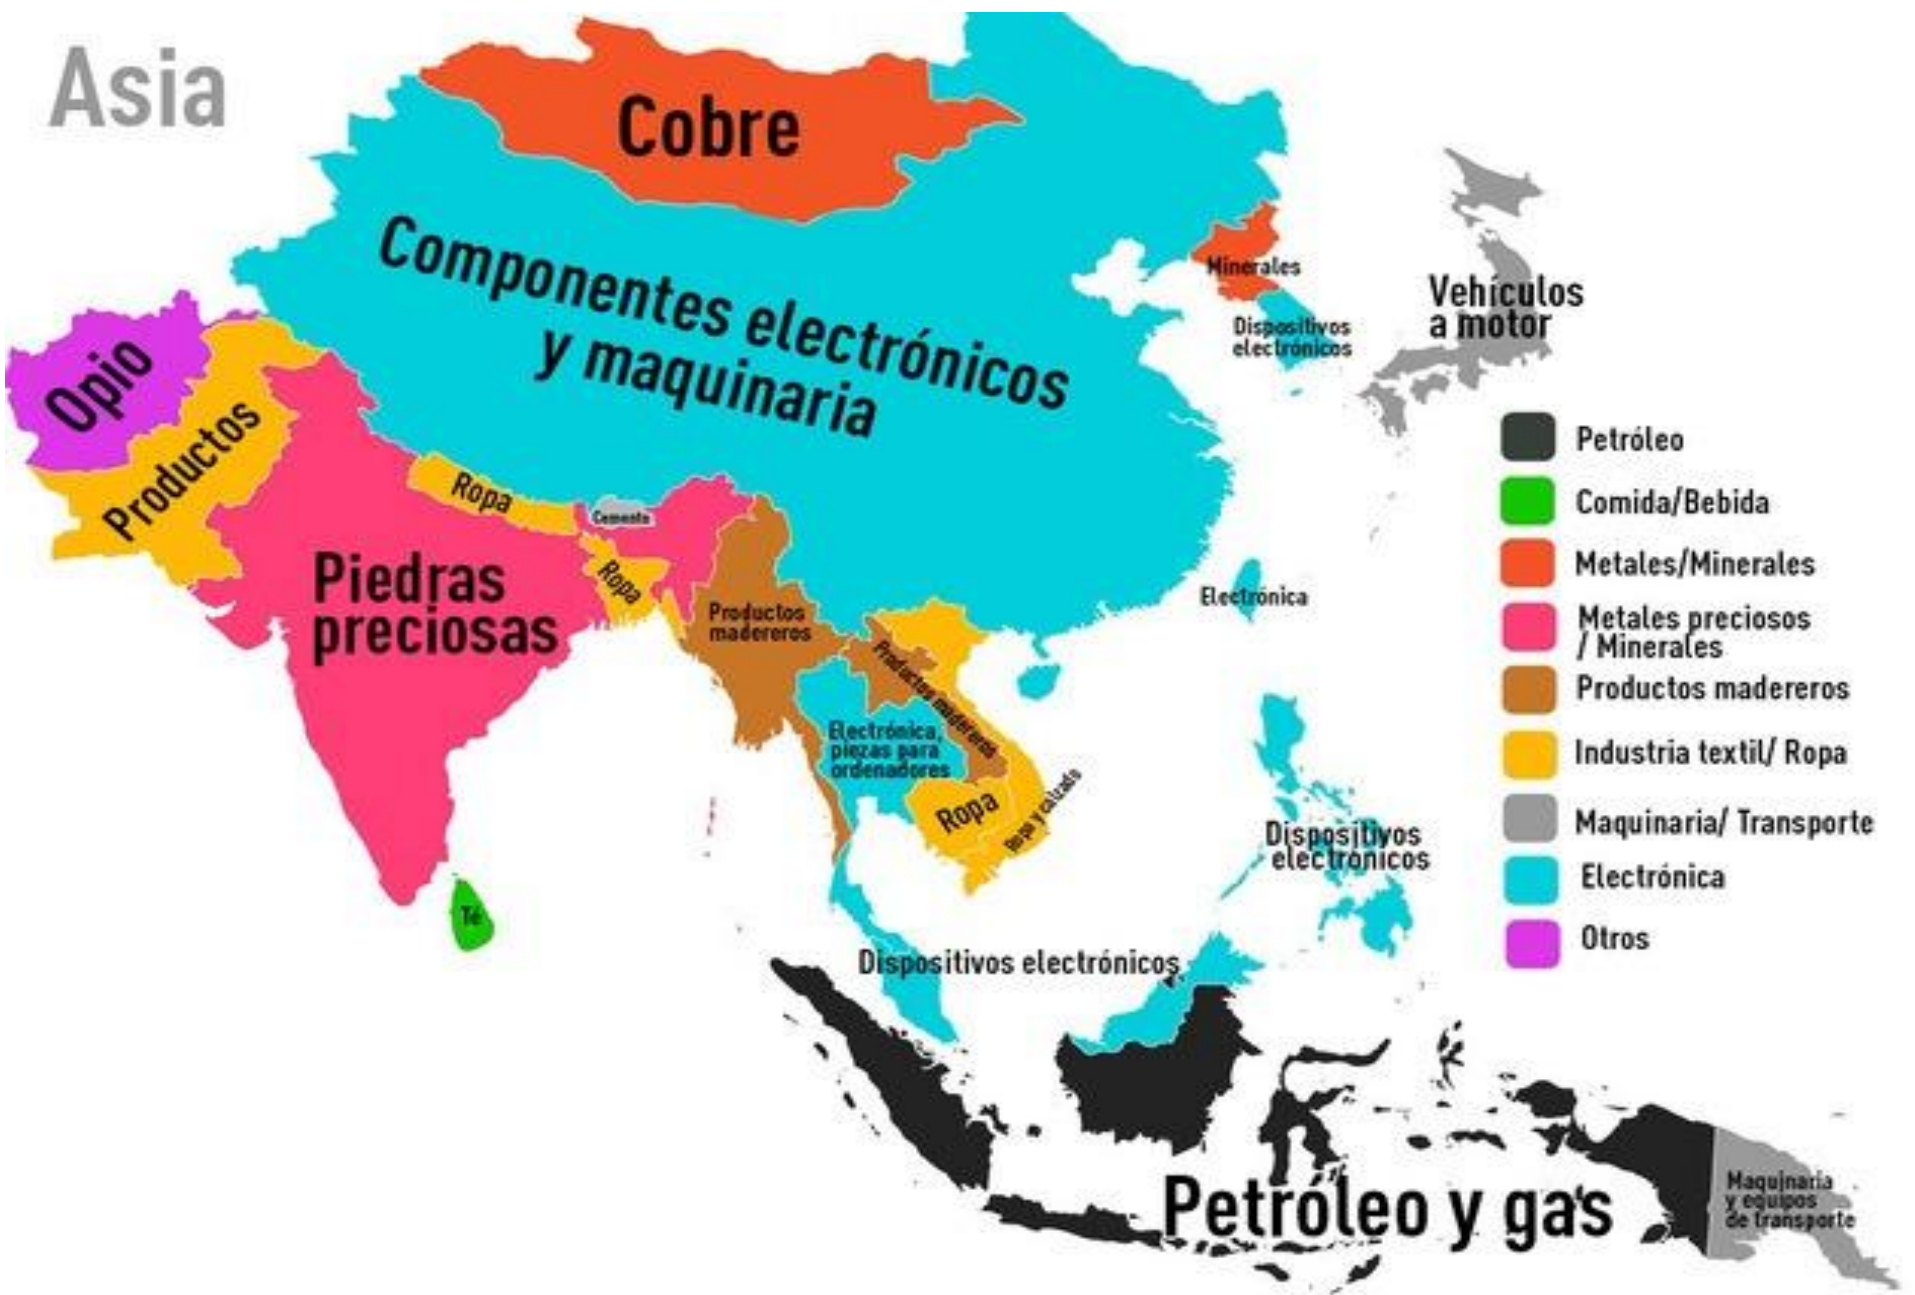 Asia
Cobre
Componentes electrónicos
y maquinaria
Minerales
Dispositivos
electrónicos
Vehículos
a motor
Opio
Productos
Ropa
Cemento
Piedras
preciosas
Ropa
Productos
madereros
Productos madereros
Electrónica,
piezas para
ordenadores
Ropa
Ropa y calzado
Electrónica
Té
Dispositivos
electrónicos
Dispositivos electrónicos
Petróleo y gas
Maquinaria
y equipos
de transporte
Petróleo
Comida/Bebida
Metales/Minerales
Metales preciosos
/ Minerales
Productos madereros
Industria textil/ Ropa
Maquinaria/ Transporte
Electrónica
Otros